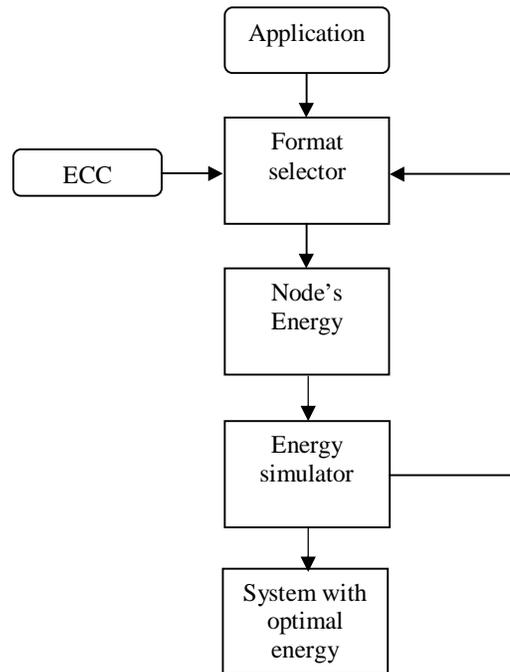 Application
Format
selector
ECC
Node's
Energy
Energy
simulator
System with
optimal
energy